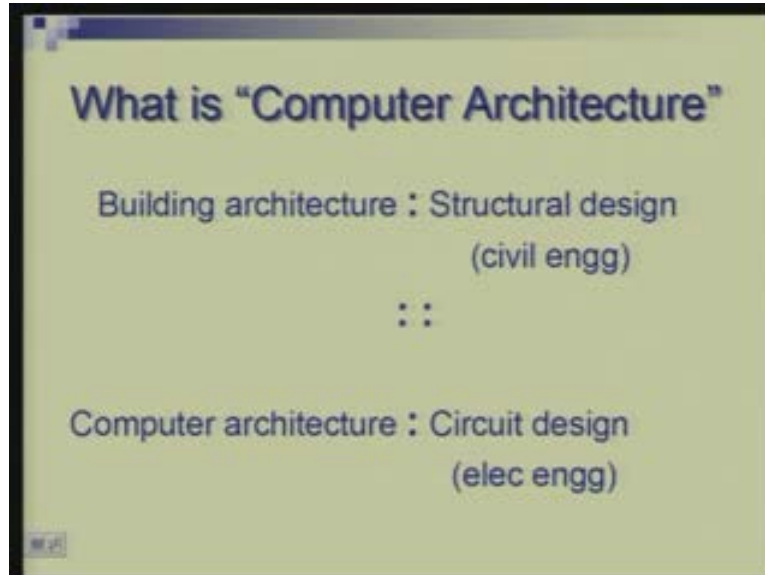 What is “Computer Architecture”
Building architecture : Structural design
(civil engg)
: :
Computer architecture : Circuit design
(elec engg)